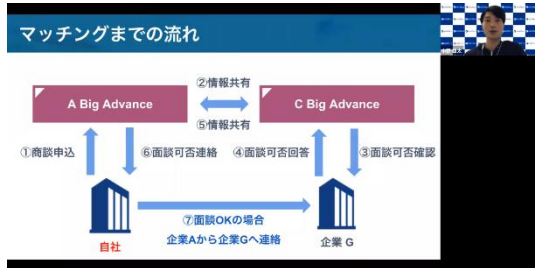 マッチングまでの流れ
②情報共有
A Big Advance
C Big Advance
⑤情報共有
①商談申込
⑥面談可否連絡
④面談可否回答
③面談可否確認
⑦面談OKの場合
企業Aから企業Gへ連絡
自社
企業 G